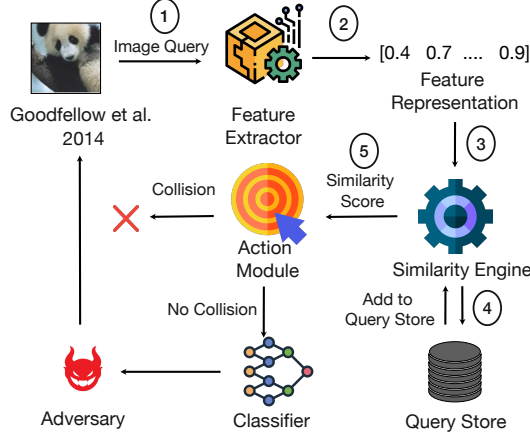 1
Image Query
2
[0.4 0.7 .... 0.9]
Goodfellow et al.
2014
Feature
Extractor
Feature
Representation
3
5
Similarity
Score
Collision
Action
Module
Similarity Engine
No Collision
Add to
Query Store
4
Adversary
Classifier
Query Store